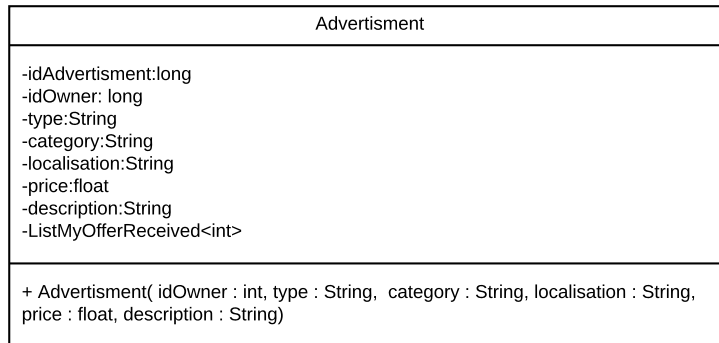 Advertisment
-idAdvertisment:long
-idOwner: long
-type:String
-category:String
-localisation:String
-price:float
-description:String
-ListMyOfferReceived<int>
+ Advertisment( idOwner : int, type : String,  category : String, localisation : String,
price : float, description : String)